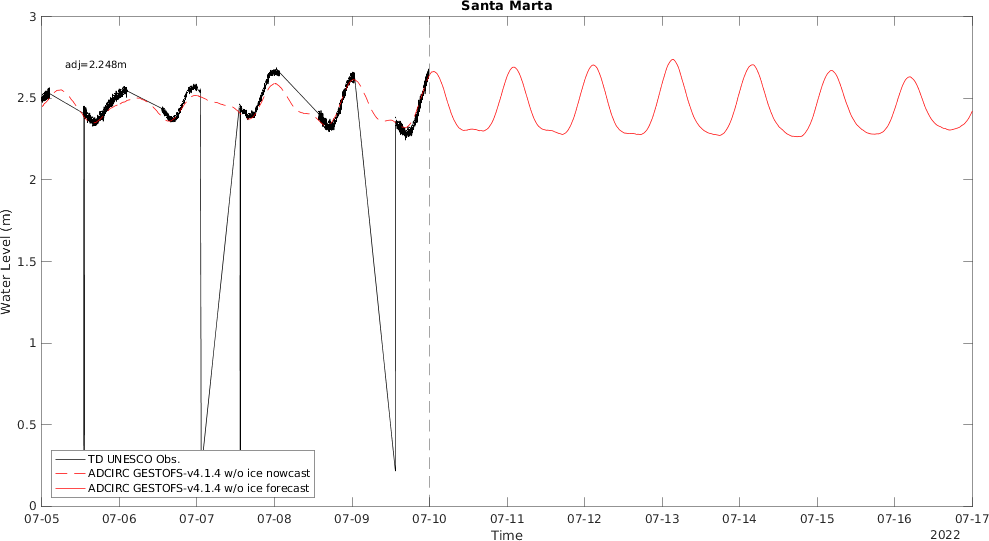 Santa Marta
3
adj=2.248m
2.5
2
1.5
Water Level (m)
1
0.5
TD UNESCO Obs.
ADCIRC GESTOFS-v4.1.4 w/o ice nowcast
ADCIRC GESTOFS-v4.1.4 w/o ice forecast
0
07-05 07-06 07-07 07-08 07-09 07-10 07-11 07-12 07-13 07-14 07-15 07-16 07-17
Time
2022